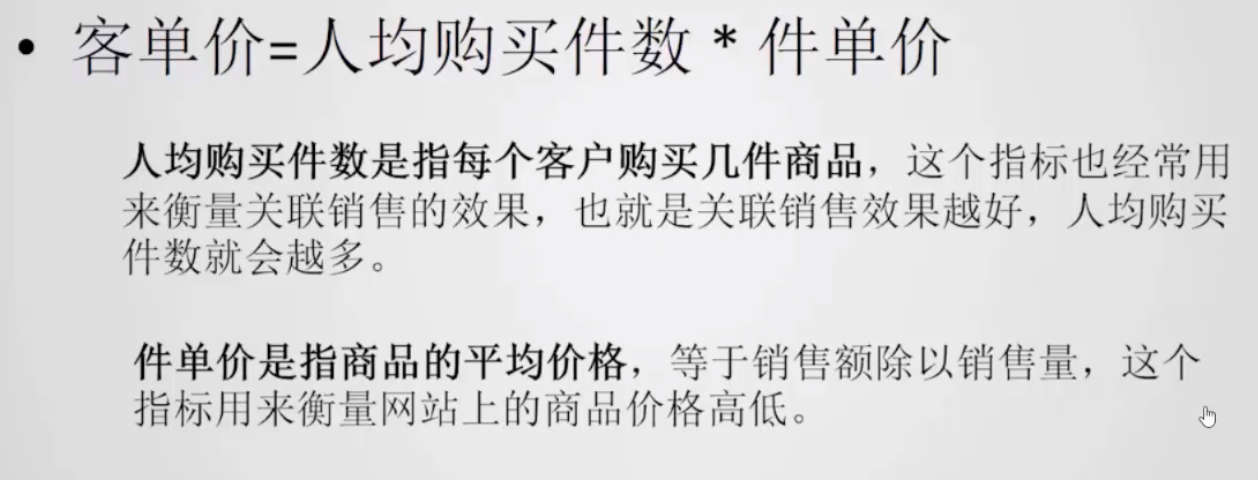 • 客单价=人均购买件数 * 件单价
人均购买件数是指每个客户购买几件商品，这个指标也经常用
来衡量关联销售的效果，也就是关联销售效果越好，人均购买
件数就会越多。
件单价是指商品的平均价格，等于销售额除以销售量，这个
指标用来衡量网站上的商品价格高低。